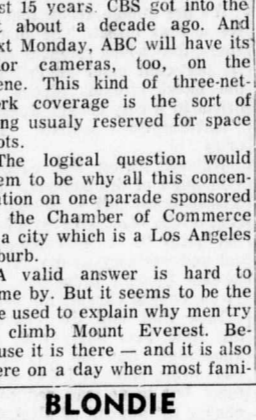 st 15 years. CBS got into the
about a decade ago. And
xt Monday, ABC will have its
or cameras, too, on the
ene. This kind of three-net-
rk coverage is the sort of
ng usualy reserved for space
ots.
The logical question would
em to be why all this concen-
tion on one parade sponsored
the Chamber of Commerce
a city which is a Los Angeles
burb.
A valid answer is hard to
me by. But it seems to be the
e used to explain why men try
climb Mount Everest. Be-
use it is there — and it is also
ere on a day when most fami-
BLONDIE